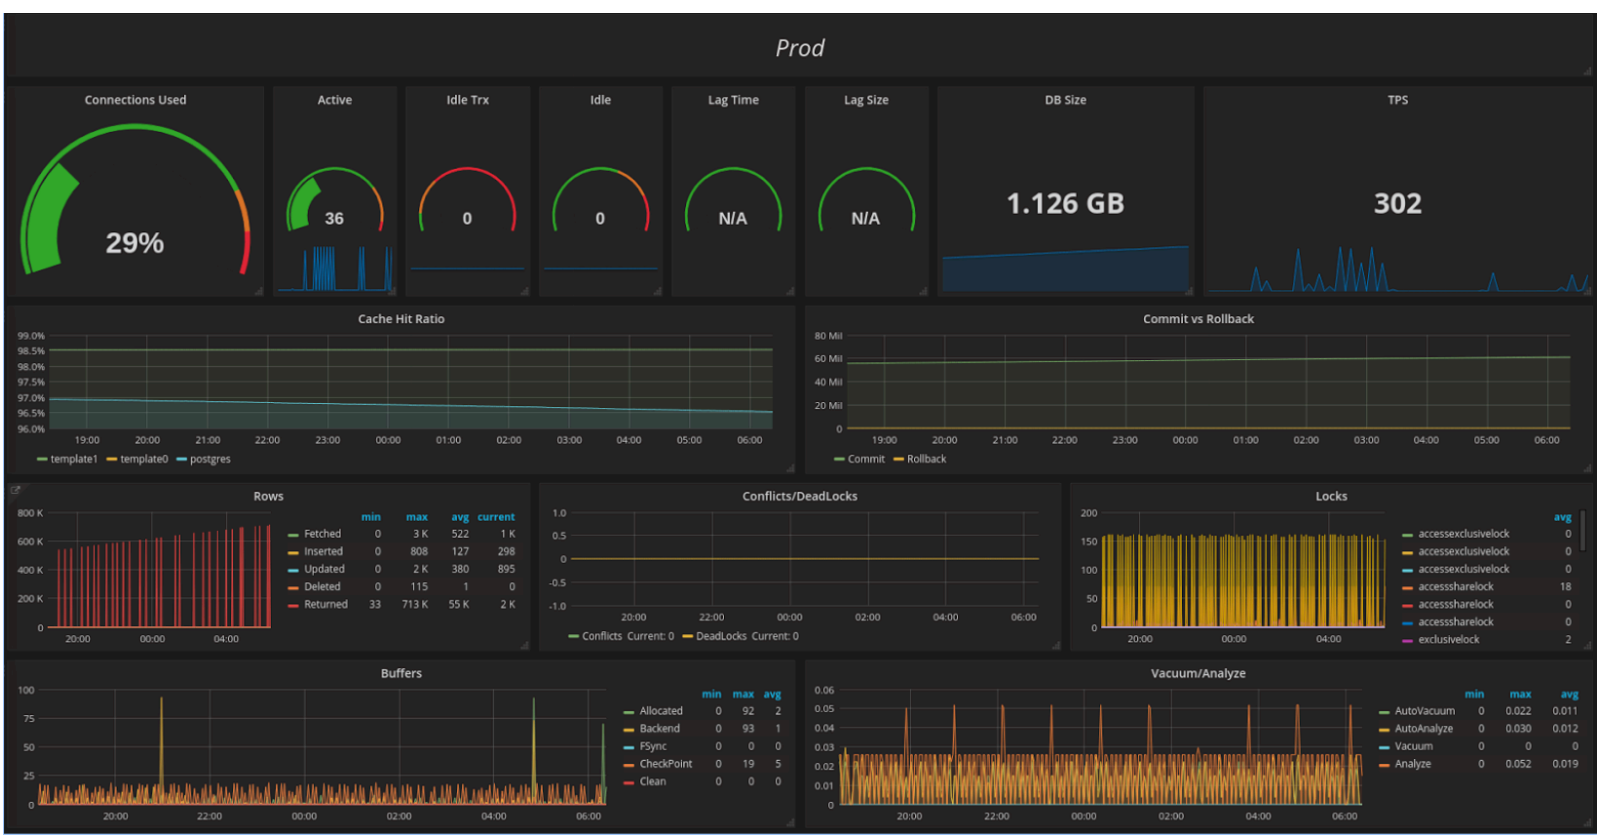 Prod
Connections Used
Active
Idle Trx
Idle
Lag Time
Lag Size
DB Size
TPS
29%
36
0
0
N/A
N/A
1.126 GB
302
Cache Hit Ratio
99.0%
98.5%
98.0%
97.5%
97.0%
96.5%
96.0%
19:00 20:00 21:00 22:00 23:00 00:00 01:00 02:00 03:00 04:00 05:00 06:00
template1 template0 postgres
Commit vs Rollback
80 Mil
60 Mil
40 Mil
20 Mil
0
19:00 20:00 21:00 22:00 23:00 00:00 01:00 02:00 03:00 04:00 05:00 06:00
Commit Rollback
Rows
800 K
600 K
400 K
200 K
0
20:00 00:00 04:00
min max avg current
Fetched 0 3 K 522 1 K
Inserted 0 808 127 298
Updated 0 2 K 380 895
Deleted 0 115 1 0
Returned 33 713 K 55 K 2 K
Conflicts/DeadLocks
1.0
0.5
0
-0.5
-1.0
20:00 22:00 00:00 02:00 04:00 06:00
Conflicts Current: 0 DeadLocks Current: 0
Locks
200
150
100
50
0
20:00 00:00 04:00
avg
accessexclusivelock 0
accessexclusivelock 0
accessexclusivelock 0
accesssharelock 18
accesssharelock 0
accesssharelock 0
exclusivelock 2
Buffers
100
75
50
25
0
20:00 22:00 00:00 02:00 04:00 06:00
min max avg
Allocated 0 92 2
Backend 0 93 1
FSync 0 0 0
CheckPoint 0 19 5
Clean 0 0 0
Vacuum/Analyze
0.06
0.05
0.04
0.03
0.02
0.01
0
20:00 22:00 00:00 02:00 04:00 06:00
min max avg
AutoVacuum 0 0.022 0.011
AutoAnalyze 0 0.030 0.012
Vacuum 0 0 0
Analyze 0 0.052 0.019